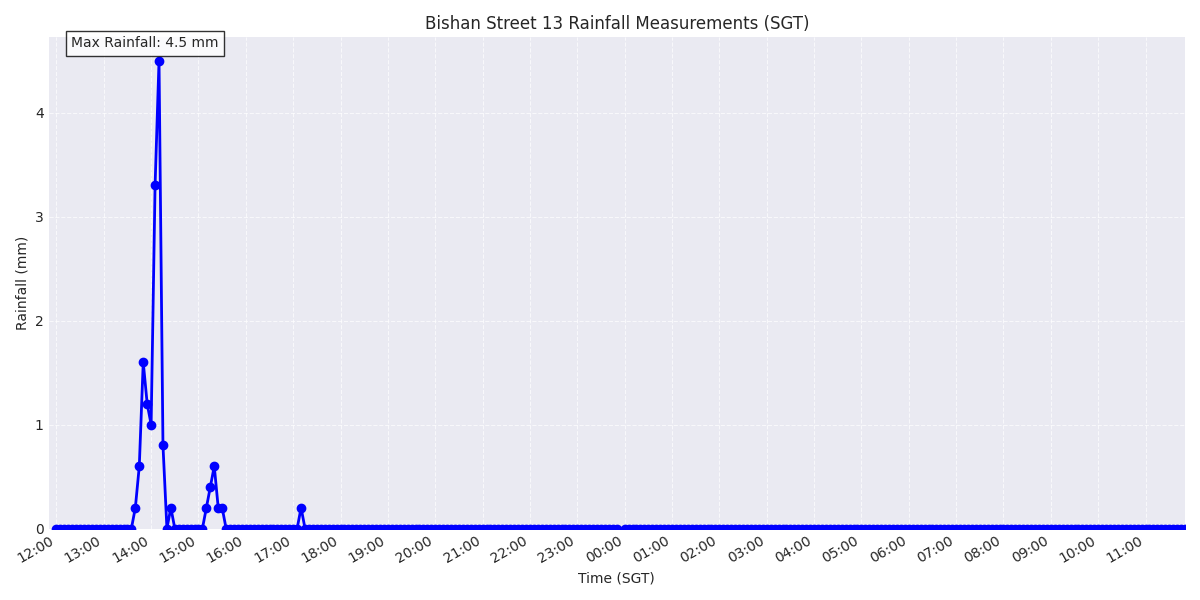 Bishan Street 13 Rainfall Measurements (SGT)
Max Rainfall: 4.5 mm
Rainfall (mm)
4
3
2
1
0
12:00 13:00 14:00 15:00 16:00 17:00 18:00 19:00 20:00 21:00 22:00 23:00 00:00 01:00 02:00 03:00 04:00 05:00 06:00 07:00 08:00 09:00 10:00 11:00
Time (SGT)